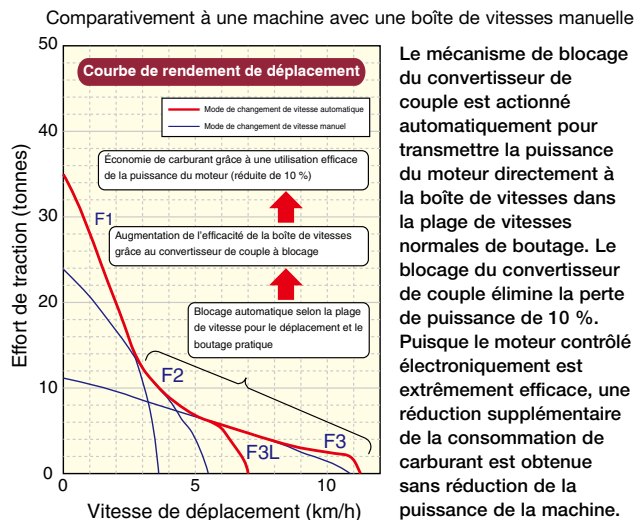 Comparativement à une machine avec une boîte de vitesses manuelle
Courbe de rendement de déplacement
Mode de changement de vitesse automatique
Mode de changement de vitesse manuel
Économie de carburant grâce à une utilisation efficace
de la puissance du moteur (réduite de 10 %)
Augmentation de l'efficacité de la boîte de vitesses
grâce au convertisseur de couple à blocage
Blocage automatique selon la plage
de vitesse pour le déplacement et le
boutage pratique
F1
F2
F3L
F3
50
40
30
20
10
0
0
5
10
Effort de traction (tonnes)
Vitesse de déplacement (km/h)
Le mécanisme de blocage
du convertisseur de
couple est actionné
automatiquement pour
transmettre la puissance
du moteur directement à
la boîte de vitesses dans
la plage de vitesses
normales de boutage. Le
blocage du convertisseur
de couple élimine la perte
de puissance de 10 %.
Puisque le moteur contrôlé
électroniquement est
extrêmement efficace, une
réduction supplémentaire
de la consommation de
carburant est obtenue
sans réduction de la
puissance de la machine.